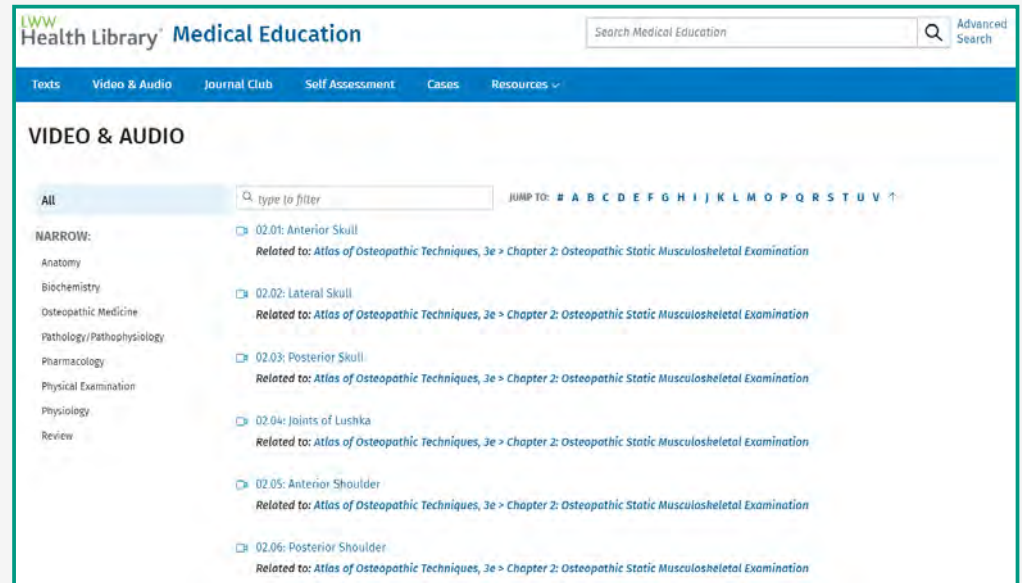 LWW
Health Library Medical Education
Search Medical Education
Advanced
Search
Texts Video & Audio Journal Club Self Assessment Cases Resources
VIDEO & AUDIO
All
type to filter
JUMP TO: # A B C D E F G H I J K L M O P Q R S T U V ↑
NARROW:
Anatomy
Biochemistry
Osteopathic Medicine
Pathology/Pathophysiology
Pharmacology
Physical Examination
Physiology
Review
02.01: Anterior Skull
Related to: Atlas of Osteopathic Techniques, 3e > Chapter 2: Osteopathic Static Musculoskeletal Examination
02.02: Lateral Skull
Related to: Atlas of Osteopathic Techniques, 3e > Chapter 2: Osteopathic Static Musculoskeletal Examination
02.03: Posterior Skull
Related to: Atlas of Osteopathic Techniques, 3e > Chapter 2: Osteopathic Static Musculoskeletal Examination
02.04: Joints of Lushka
Related to: Atlas of Osteopathic Techniques, 3e > Chapter 2: Osteopathic Static Musculoskeletal Examination
02.05: Anterior Shoulder
Related to: Atlas of Osteopathic Techniques, 3e > Chapter 2: Osteopathic Static Musculoskeletal Examination
02.06: Posterior Shoulder
Related to: Atlas of Osteopathic Techniques, 3e > Chapter 2: Osteopathic Static Musculoskeletal Examination